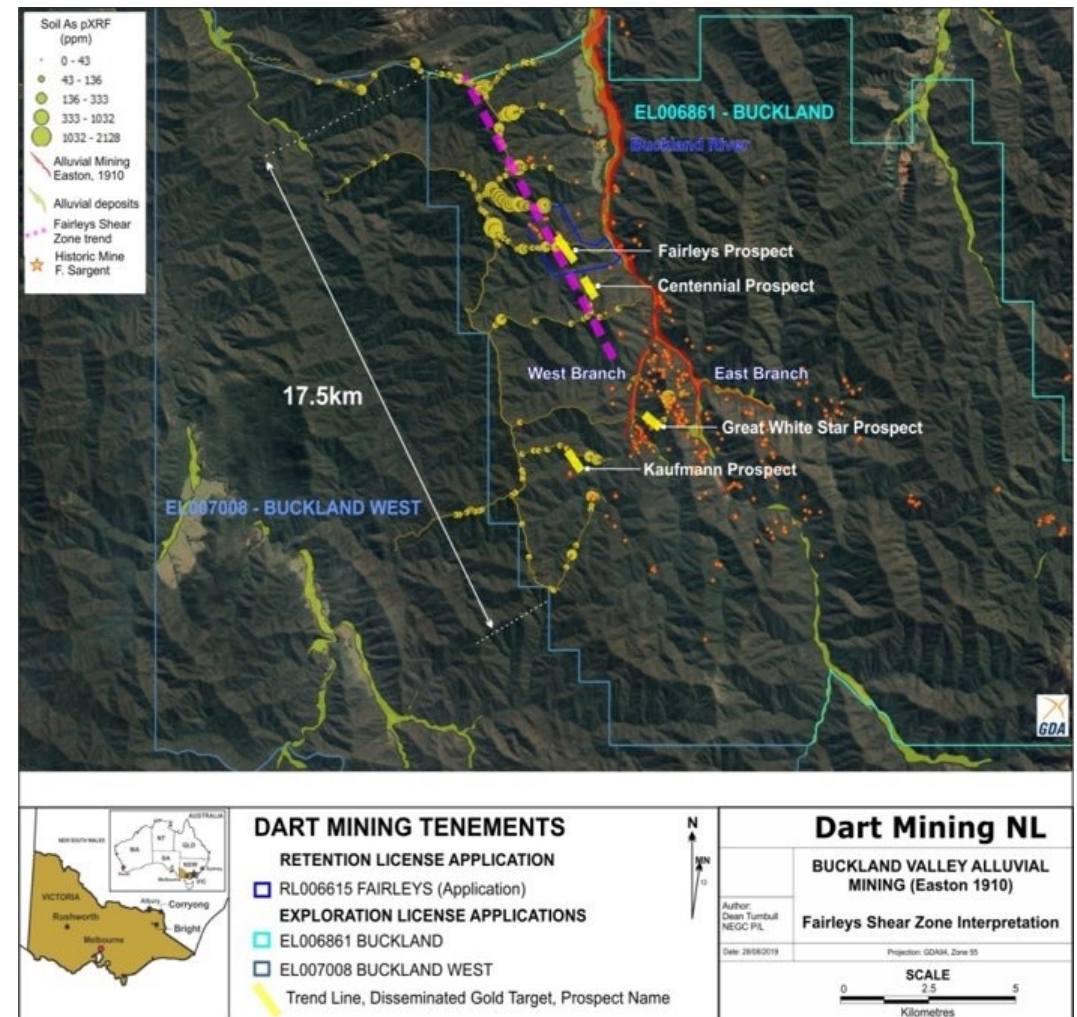 Soil As pXRF
(ppm)
0 - 43
43 - 136
136 - 333
333 - 1032
1032 - 2128
Alluvial Mining
Easton, 1910
Alluvial deposits
Fairleys Shear
Zone trend
Historic Mine
F. Sargent
EL006861 - BUCKLAND
Buckland River
Fairleys Prospect
Centennial Prospect
West Branch
East Branch
17.5km
Great White Star Prospect
Kaufmann Prospect
EL007008 - BUCKLAND WEST
GDA
NEW SOUTH WALES
AUSTRALIA
WA
NT
QLD
SA
NSW
VIC
Perth
Sydney
Melbourne
VICTORIA
Albury
Corryong
Rushworth
Bright
Melbourne
DART MINING TENEMENTS
RETENTION LICENSE APPLICATION
RL006615 FAIRLEYS (Application)
EXPLORATION LICENSE APPLICATIONS
EL006861 BUCKLAND
EL007008 BUCKLAND WEST
Trend Line, Disseminated Gold Target, Prospect Name
N
MN
Dart Mining NL
BUCKLAND VALLEY ALLUVIAL
MINING (Easton 1910)
Fairleys Shear Zone Interpretation
Author:
Dean Turnbull
NEGC P/L
Date: 28/08/2019
Projection: GDA94, Zone 55
SCALE
0 2.5 5
Kilometres